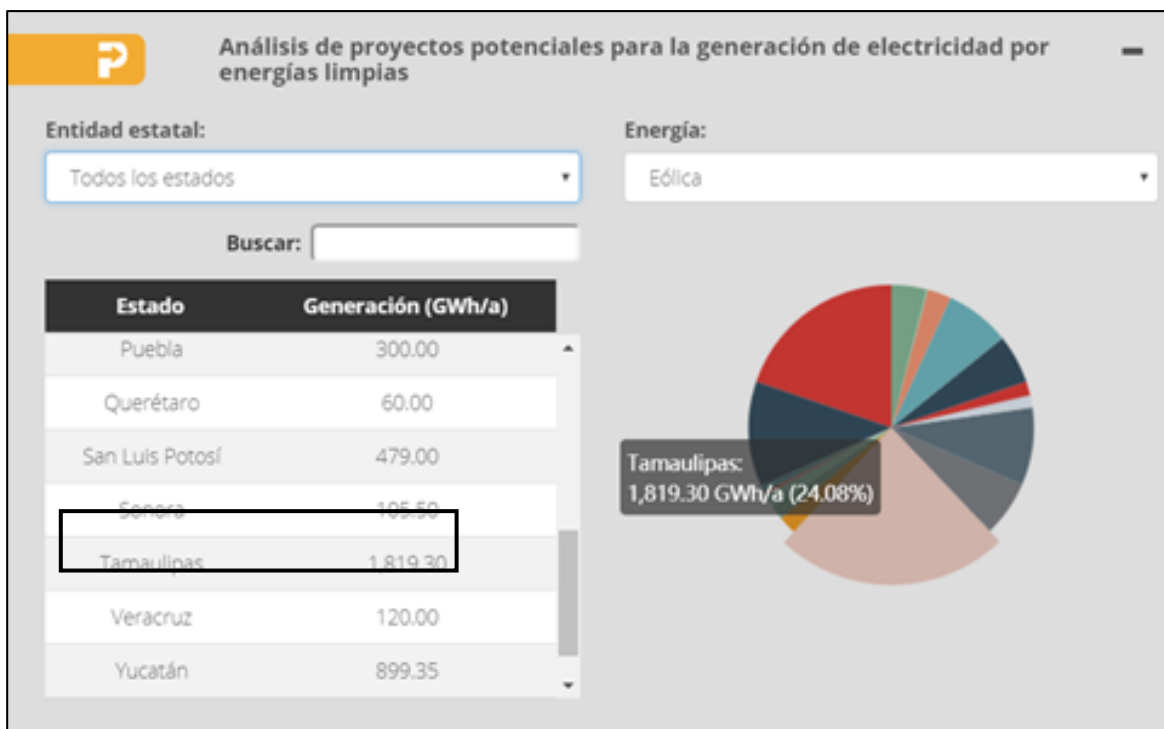 P
Análisis de proyectos potenciales para la generación de electricidad por
energías limpias
Entidad estatal:
Energía:
Todos los estados
Eólica
Buscar:
Estado Generación (GWh/a)
Puebla 300.00
Querétaro 60.00
San Luis Potosí 479.00
Sonora 105.50
Tamaulipas 1,819.30
Veracruz 120.00
Yucatán 899.35
Tamaulipas:
1,819.30 GWh/a (24.08%)